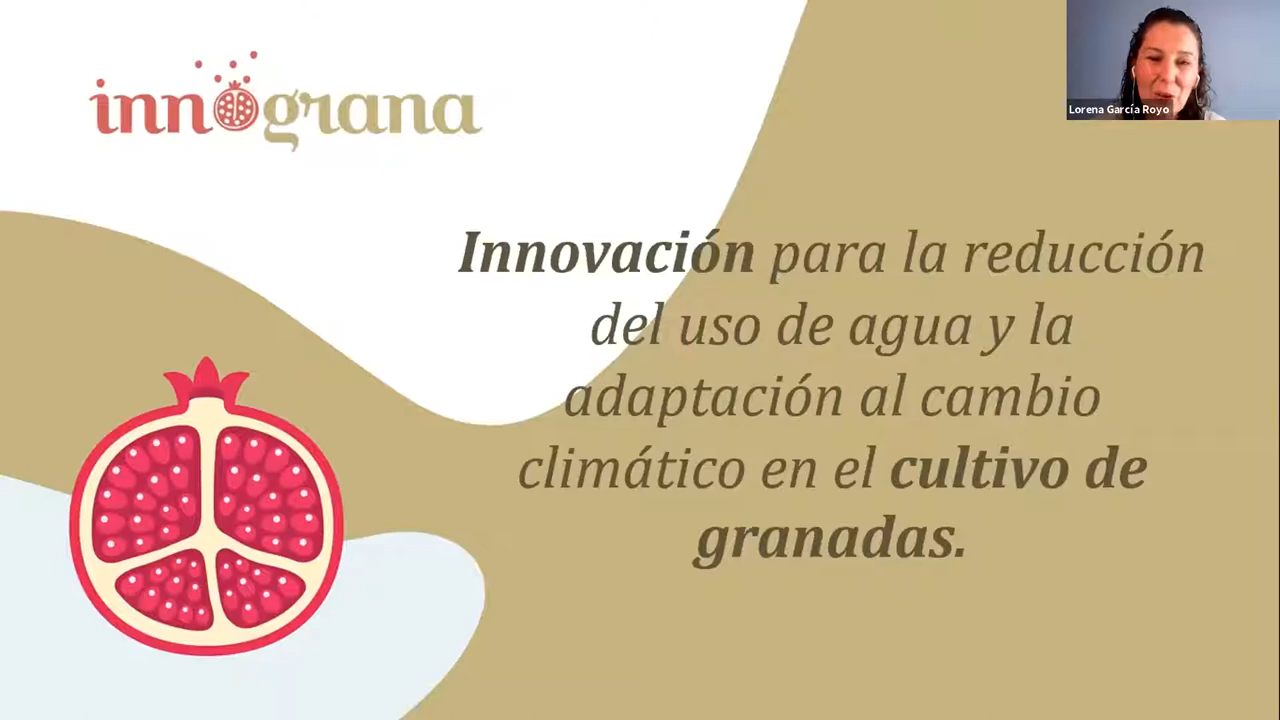 innograna
Lorena García Royo
Innovación para la reducción
del uso de agua y la
adaptación al cambio
climático en el cultivo de
granadas.